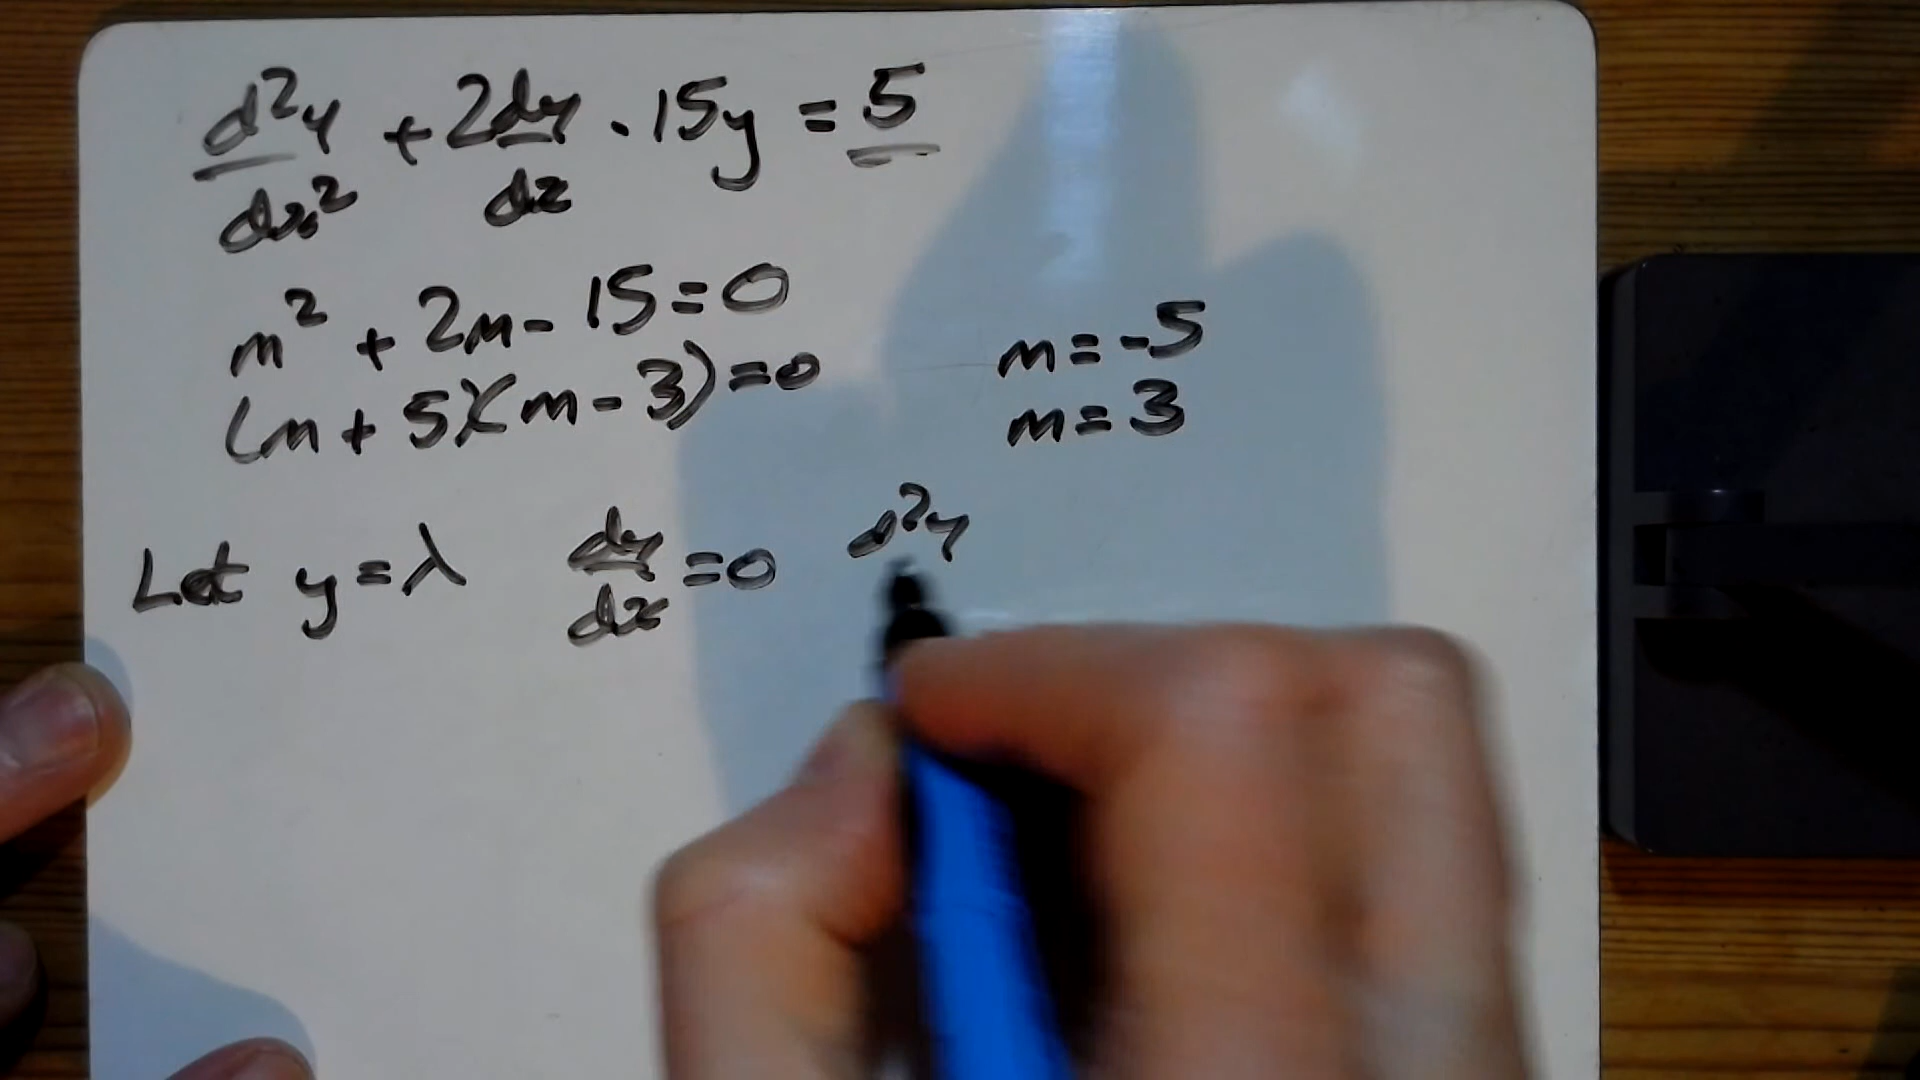 d²y/dx² + 2dy/dx - 15y = 5
m² + 2m - 15 = 0
(m + 5)(m - 3) = 0
m = -5
m = 3
Let y = λ dy/dx = 0 d²y